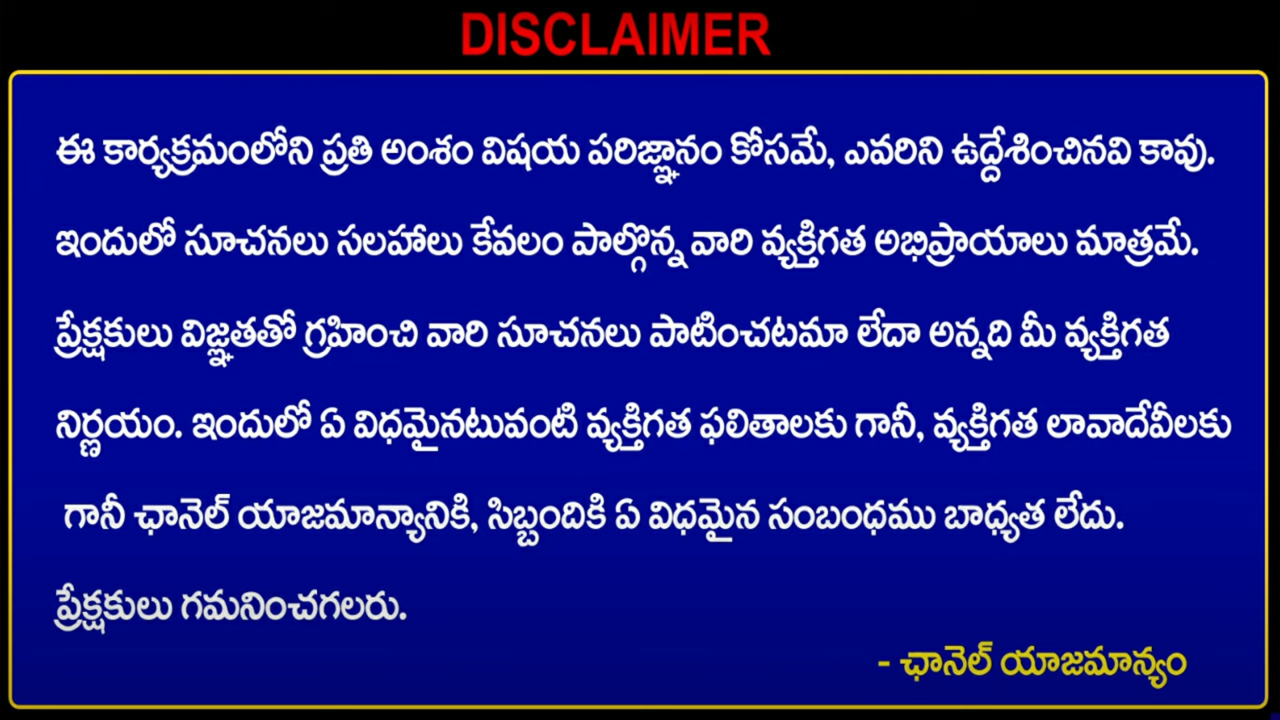 DISCLAIMER
ఈ కార్యక్రమంలోని ప్రతి అంశం విషయ పరిజ్ఞానం కోసమే, ఎవరిని ఉద్దేశించినవి కావు.
ఇందులో సూచనలు సలహాలు కేవలం పాల్గొన్న వారి వ్యక్తిగత అభిప్రాయాలు మాత్రమే.
ప్రేక్షకులు విజ్ఞతతో గ్రహించి వారి సూచనలు పాటించటమా లేదా అన్నది మీ వ్యక్తిగత
నిర్ణయం. ఇందులో ఏ విధమైనటువంటి వ్యక్తిగత ఫలితాలకు గానీ, వ్యక్తిగత లావాదేవీలకు
గానీ ఛానెల్ యాజమాన్యానికి, సిబ్బందికి ఏ విధమైన సంబంధము బాధ్యత లేదు.
ప్రేక్షకులు గమనించగలరు.
- ఛానెల్ యాజమాన్యం